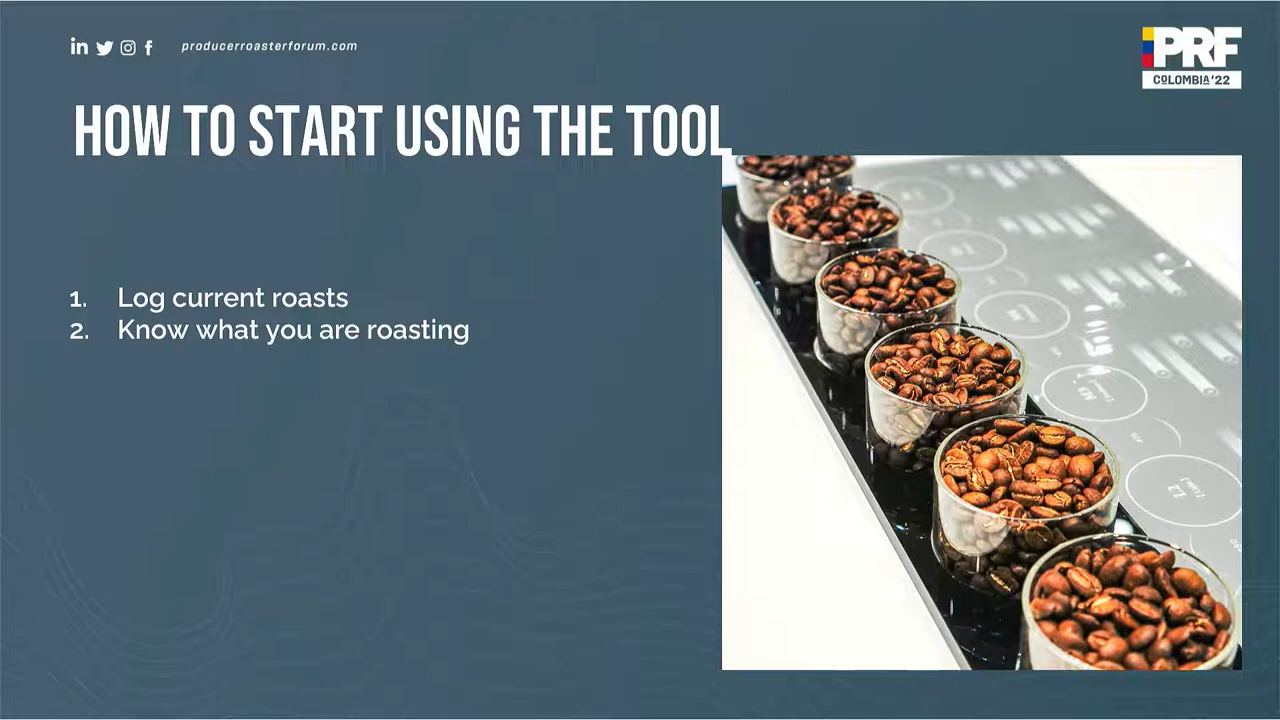 in
f
producerroasterforum.com
PRF
COLOMBIA'22
HOW TO START USING THE TOOL
1. Log current roasts
2. Know what you are roasting